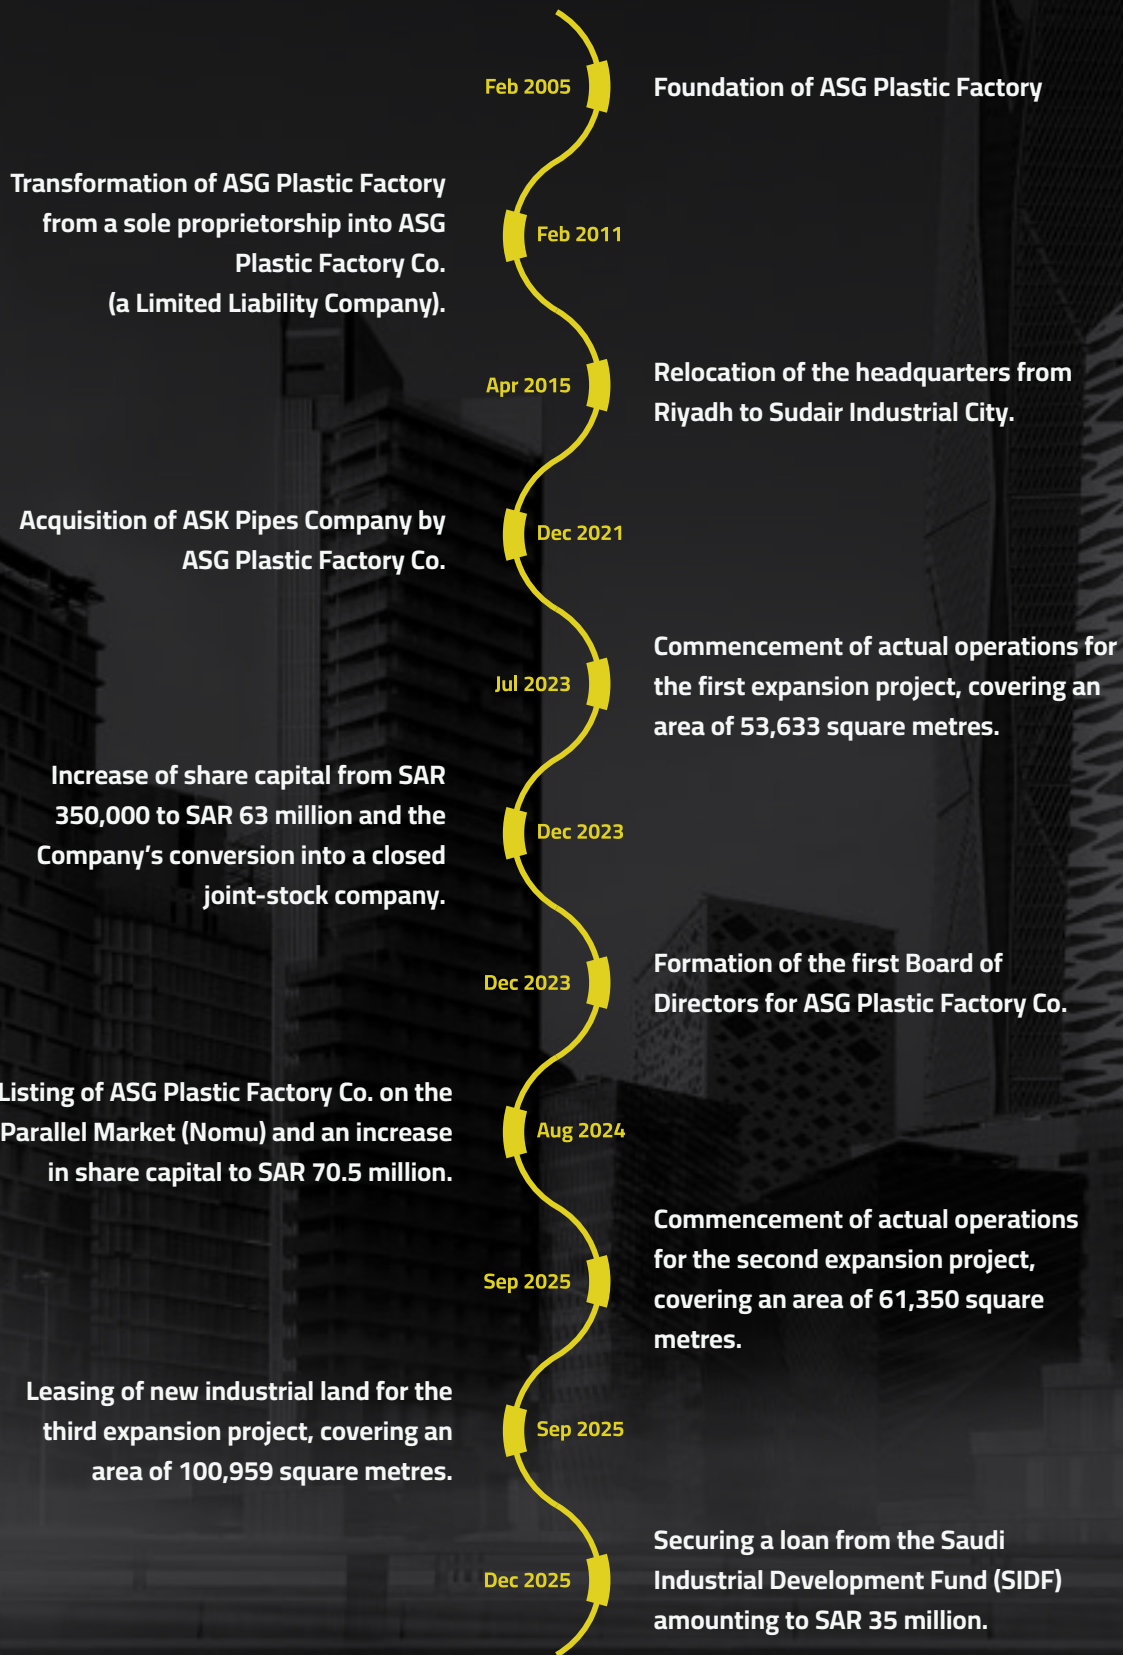 Feb 2005
Foundation of ASG Plastic Factory
Transformation of ASG Plastic Factory
from a sole proprietorship into ASG
Plastic Factory Co.
(a Limited Liability Company).
Feb 2011
Apr 2015
Relocation of the headquarters from
Riyadh to Sudair Industrial City.
Acquisition of ASK Pipes Company by
ASG Plastic Factory Co.
Dec 2021
Jul 2023
Commencement of actual operations for
the first expansion project, covering an
area of 53,633 square metres.
Increase of share capital from SAR
350,000 to SAR 63 million and the
Company’s conversion into a closed
joint-stock company.
Dec 2023
Dec 2023
Formation of the first Board of
Directors for ASG Plastic Factory Co.
Listing of ASG Plastic Factory Co. on the
Parallel Market (Nomu) and an increase
in share capital to SAR 70.5 million.
Aug 2024
Sep 2025
Commencement of actual operations
for the second expansion project,
covering an area of 61,350 square
metres.
Leasing of new industrial land for the
third expansion project, covering an
area of 100,959 square metres.
Sep 2025
Dec 2025
Securing a loan from the Saudi
Industrial Development Fund (SIDF)
amounting to SAR 35 million.